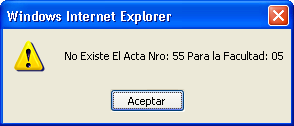 Windows Internet Explorer
No Existe El Acta Nro: 55 Para la Facultad: 05
Aceptar